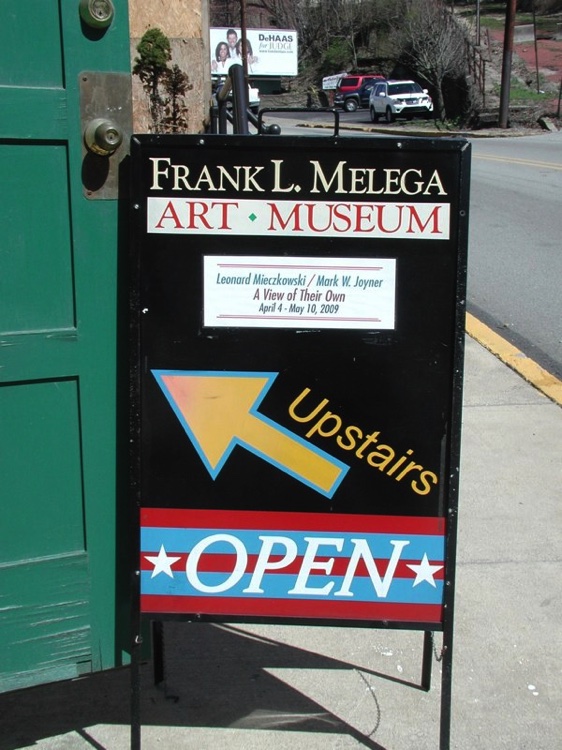 DeHAAS
for JUDGE
FRANK L. MELEGA
ART · MUSEUM
Leonard Mieczkowski / Mark W. Joyner
A View of Their Own
April 4 - May 10, 2009
Upstairs
OPEN